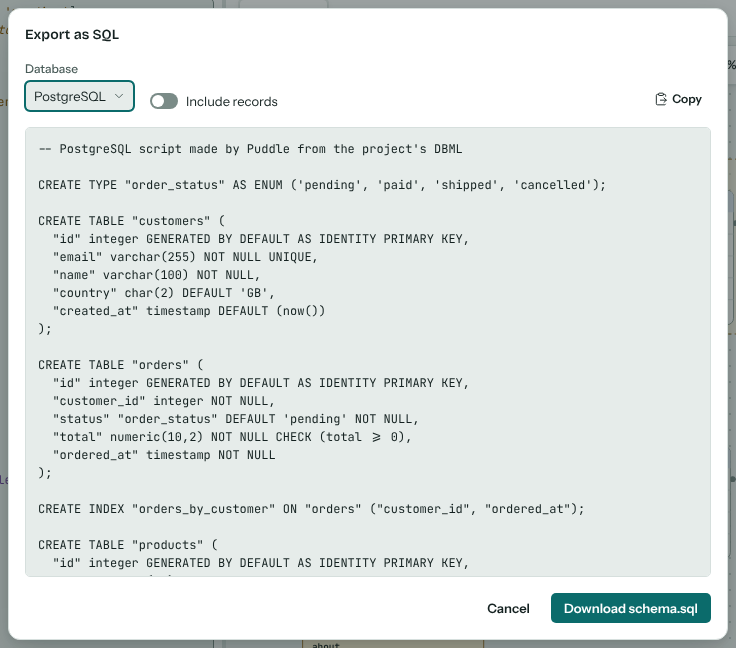 Export as SQL
Database
PostgreSQL
Include records
Copy
-- PostgreSQL script made by Puddle from the project's DBML
CREATE TYPE "order_status" AS ENUM ('pending', 'paid', 'shipped', 'cancelled');
CREATE TABLE "customers" (
"id" integer GENERATED BY DEFAULT AS IDENTITY PRIMARY KEY,
"email" varchar(255) NOT NULL UNIQUE,
"name" varchar(100) NOT NULL,
"country" char(2) DEFAULT 'GB',
"created_at" timestamp DEFAULT (now())
);
CREATE TABLE "orders" (
"id" integer GENERATED BY DEFAULT AS IDENTITY PRIMARY KEY,
"customer_id" integer NOT NULL,
"status" "order_status" DEFAULT 'pending' NOT NULL,
"total" numeric(10,2) NOT NULL CHECK (total >= 0),
"ordered_at" timestamp NOT NULL
);
CREATE INDEX "orders_by_customer" ON "orders" ("customer_id", "ordered_at");
CREATE TABLE "products" (
"id" integer GENERATED BY DEFAULT AS IDENTITY PRIMARY KEY,
Cancel
Download schema.sql